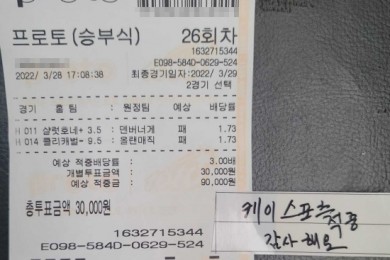 프로토(승부식) 26회차
1632715344
E098-584D-0629-524
2022/ 3/28 17:08:38 최종경기일자:2022/ 3/29
2경기 선택
경기 홈팀 : 원정팀 예상 배당률
H 011 샬럿호네+ 3.5 : 덴버너게 패 1.73
H 014 클리캐벌- 9.5 : 올랜매직 패 1.73
예상 적중배당률 : 3.00배
개별투표금액 : 30,000원
예상 적중금 : 90,000원
총투표금액 30,000원
1632715344
E098-584D-0629-524
케이스포츠 적중
감사해요